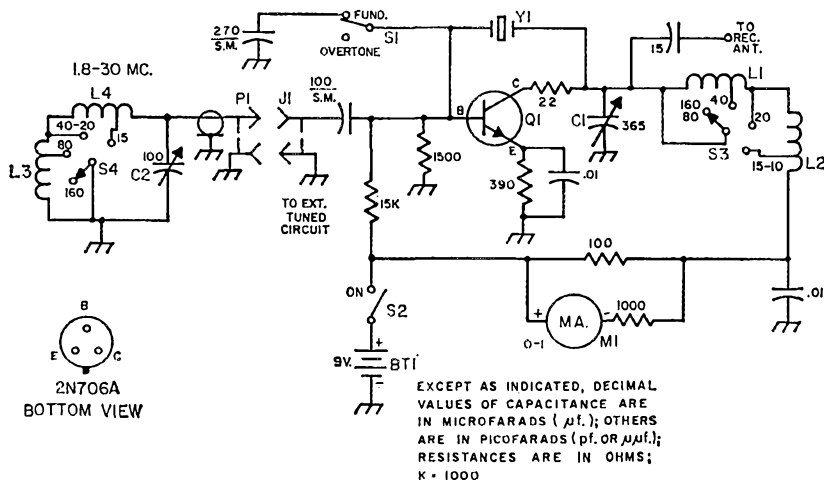 270
S.M.
FUND.
S1
OVERTONE
Y1
15
TO
REC.
ANT.
1.8-30 MC.
L4
P1
J1
100
S.M.
C
22
B
Q1
E
C1
365
L1
40
160
80
20
S3
15-10
L2
40-20
80
15
L3
S4
160
100
C2
TO EXT.
TUNED
CIRCUIT
15K
1500
390
.01
100
ON
S2
+
9V.
BT1
-
+
MA.
-
1000
0-1
M1
.01
B
E
C
2N706A
BOTTOM VIEW
EXCEPT AS INDICATED, DECIMAL
VALUES OF CAPACITANCE ARE
IN MICROFARADS ( µf.); OTHERS
ARE IN PICOFARADS (pf. OR µµf.);
RESISTANCES ARE IN OHMS;
K = 1000